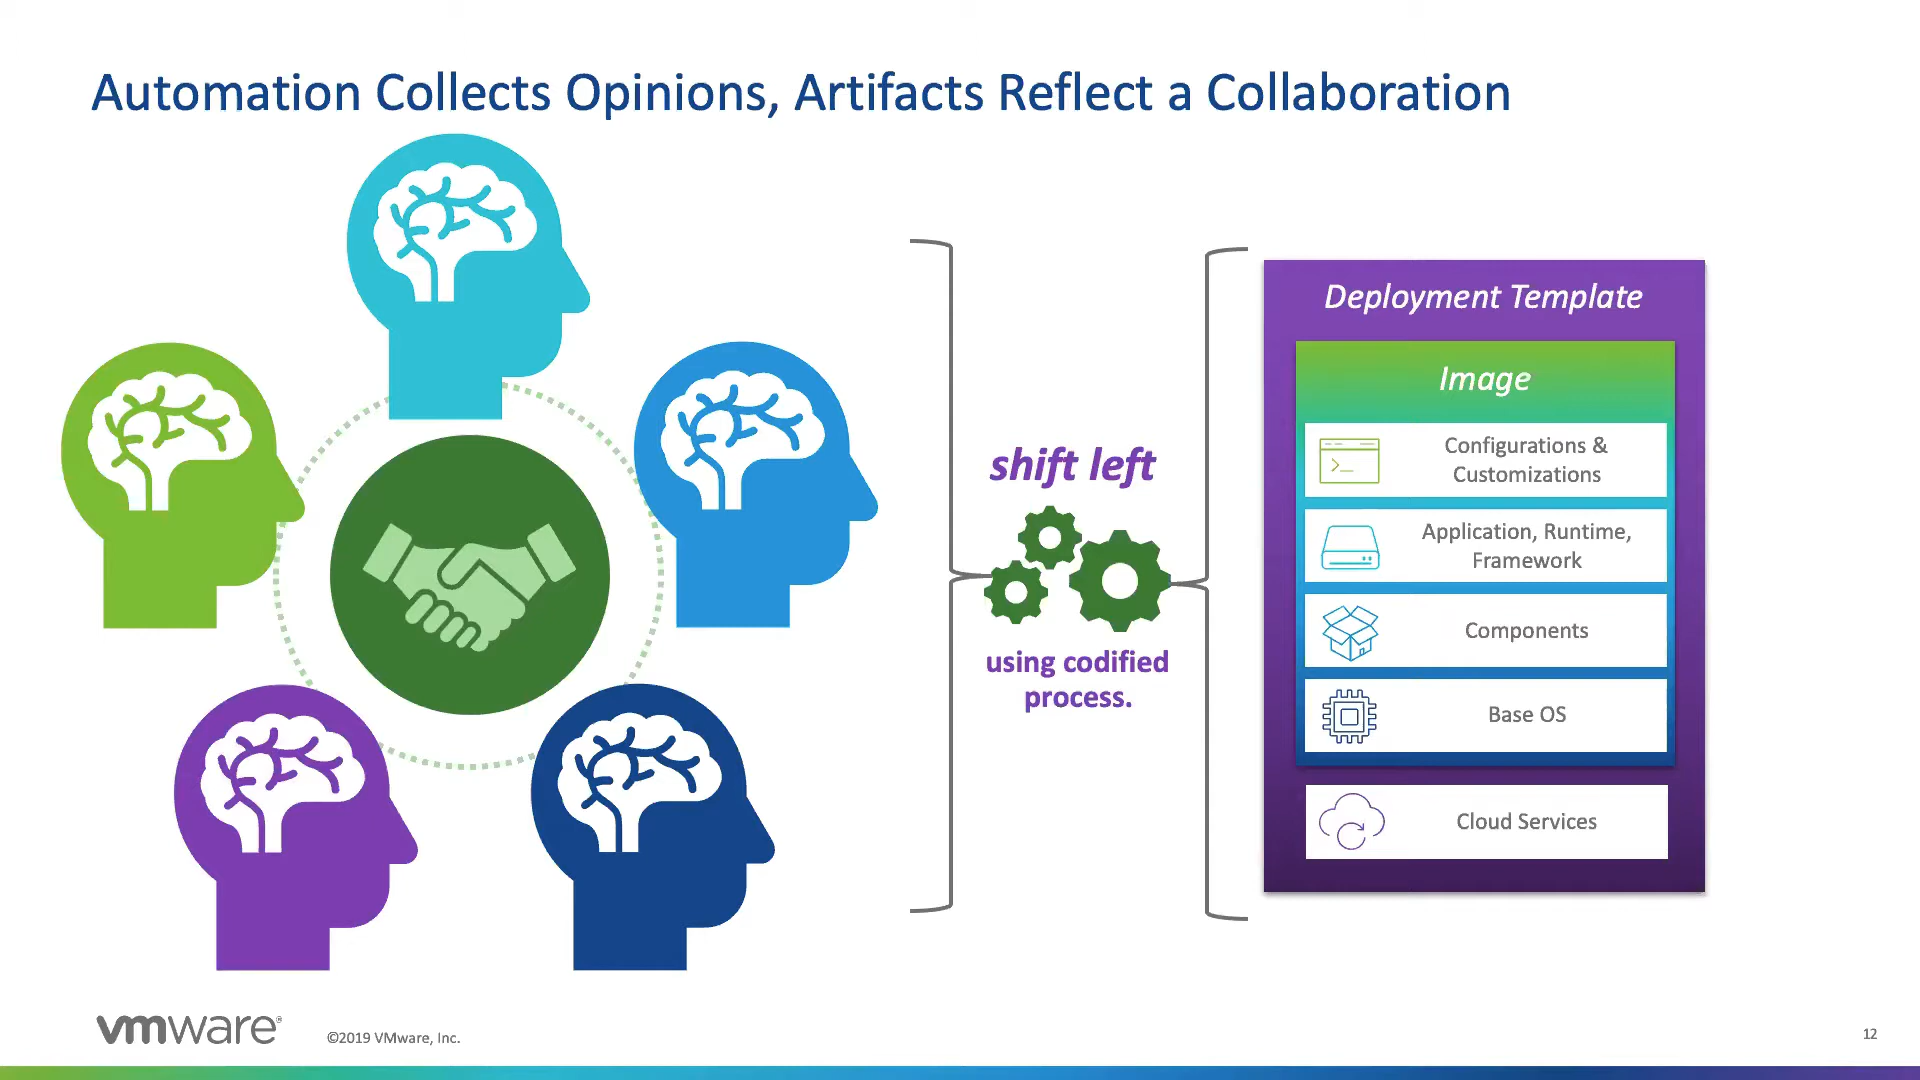 Automation Collects Opinions, Artifacts Reflect a Collaboration
shift left
using codified
process.
Deployment Template
Image
Configurations &
Customizations
>_
Application, Runtime,
Framework
Components
Base OS
Cloud Services
vmware®
©2019 VMware, Inc.
12